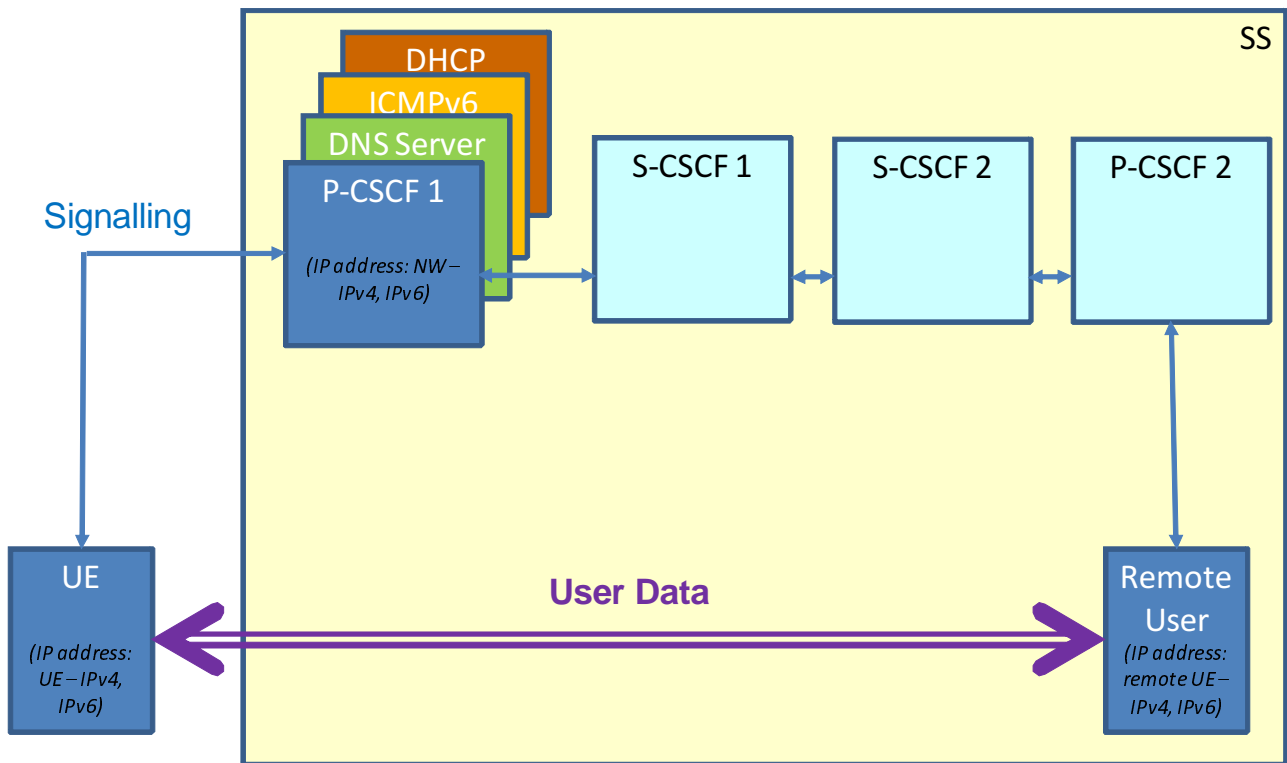 SS
DHCP
ICMPv6
DNS Server
P-CSCF 1
(IP address: NW–
IPv4, IPv6)
S-CSCF 1
S-CSCF 2
P-CSCF 2
Signalling
UE
(IP address:
UE–IPv4,
IPv6)
User Data
Remote
User
(IP address:
remote UE–
IPv4, IPv6)